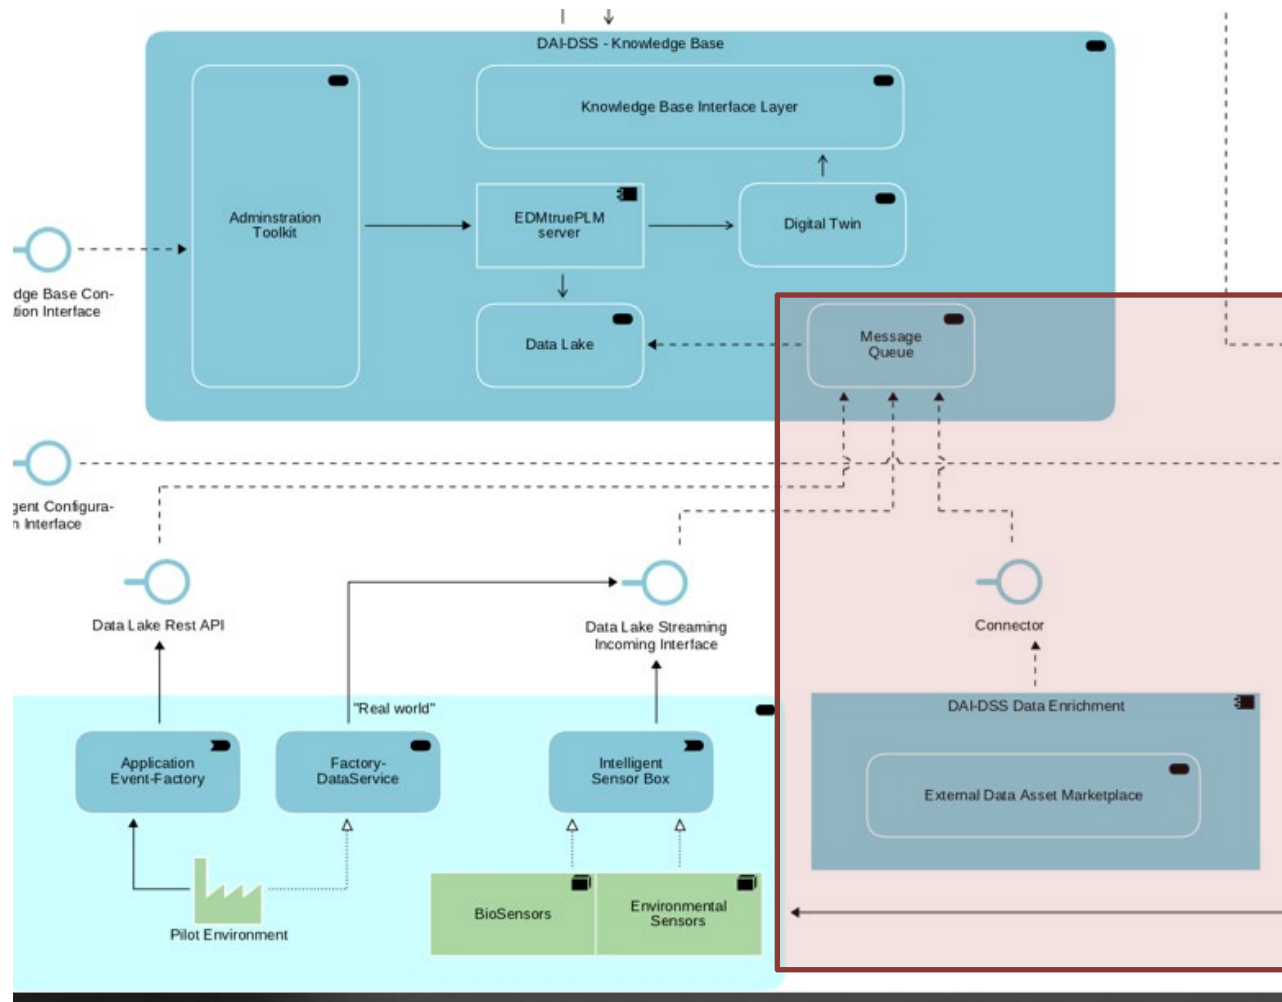 DAI-DSS - Knowledge Base
Knowledge Base Interface Layer
Adminstration
Toolkit
EDMtruePLM
server
Digital Twin
dge Base Con-
tion Interface
Data Lake
Message
Queue
gent Configura-
n Interface
Data Lake Rest API
Data Lake Streaming
Incoming Interface
Connector
"Real world"
DAI-DSS Data Enrichment
Application
Event-Factory
Factory-
DataService
Intelligent
Sensor Box
External Data Asset Marketplace
BioSensors
Environmental
Sensors
Pilot Environment